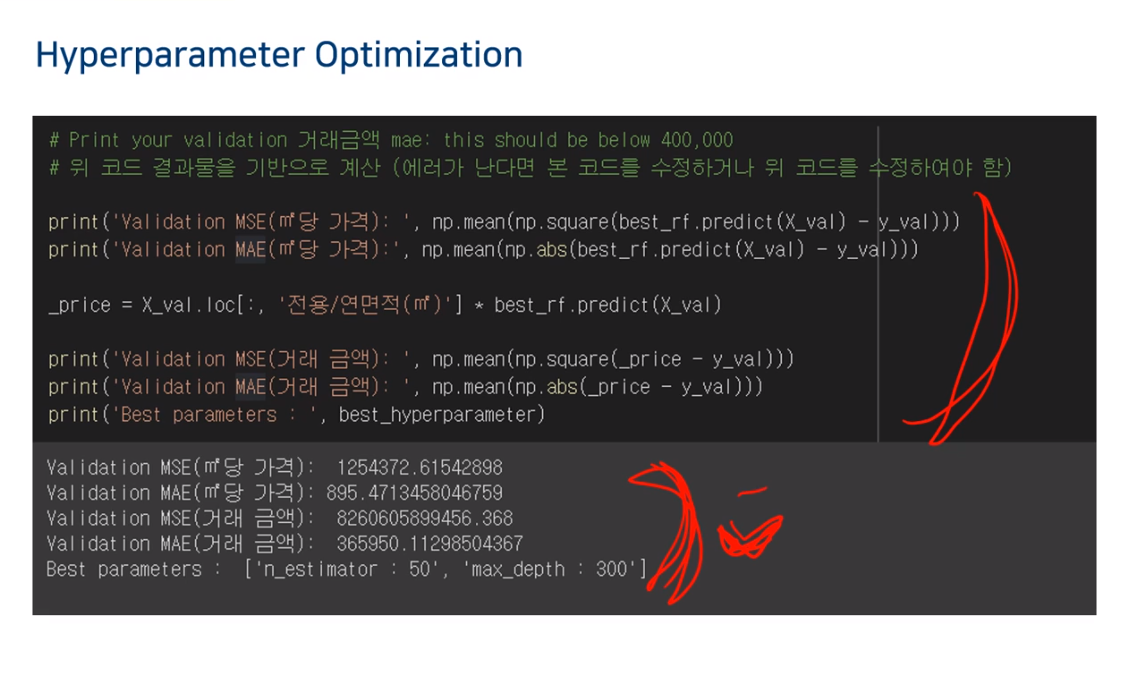 Hyperparameter Optimization
# Print your validation 거래금액 mae: this should be below 400,000
# 위 코드 결과물을 기반으로 계산 (에러가 난다면 본 코드를 수정하거나 위 코드를 수정하여야 함)
print('Validation MSE(㎡당 가격): ', np.mean(np.square(best_rf.predict(X_val) - y_val)))
print('Validation MAE(㎡당 가격):', np.mean(np.abs(best_rf.predict(X_val) - y_val)))
_price = X_val.loc[:, '전용/연면적(㎡)'] * best_rf.predict(X_val)
print('Validation MSE(거래 금액): ', np.mean(np.square(_price - y_val)))
print('Validation MAE(거래 금액): ', np.mean(np.abs(_price - y_val)))
print('Best parameters : ', best_hyperparameter)
Validation MSE(㎡당 가격):  1254372.61542898
Validation MAE(㎡당 가격): 895.4713458046759
Validation MSE(거래 금액):  8260605899456.368
Validation MAE(거래 금액):  365950.11298504367
Best parameters :  ['n_estimator : 50', 'max_depth : 300']